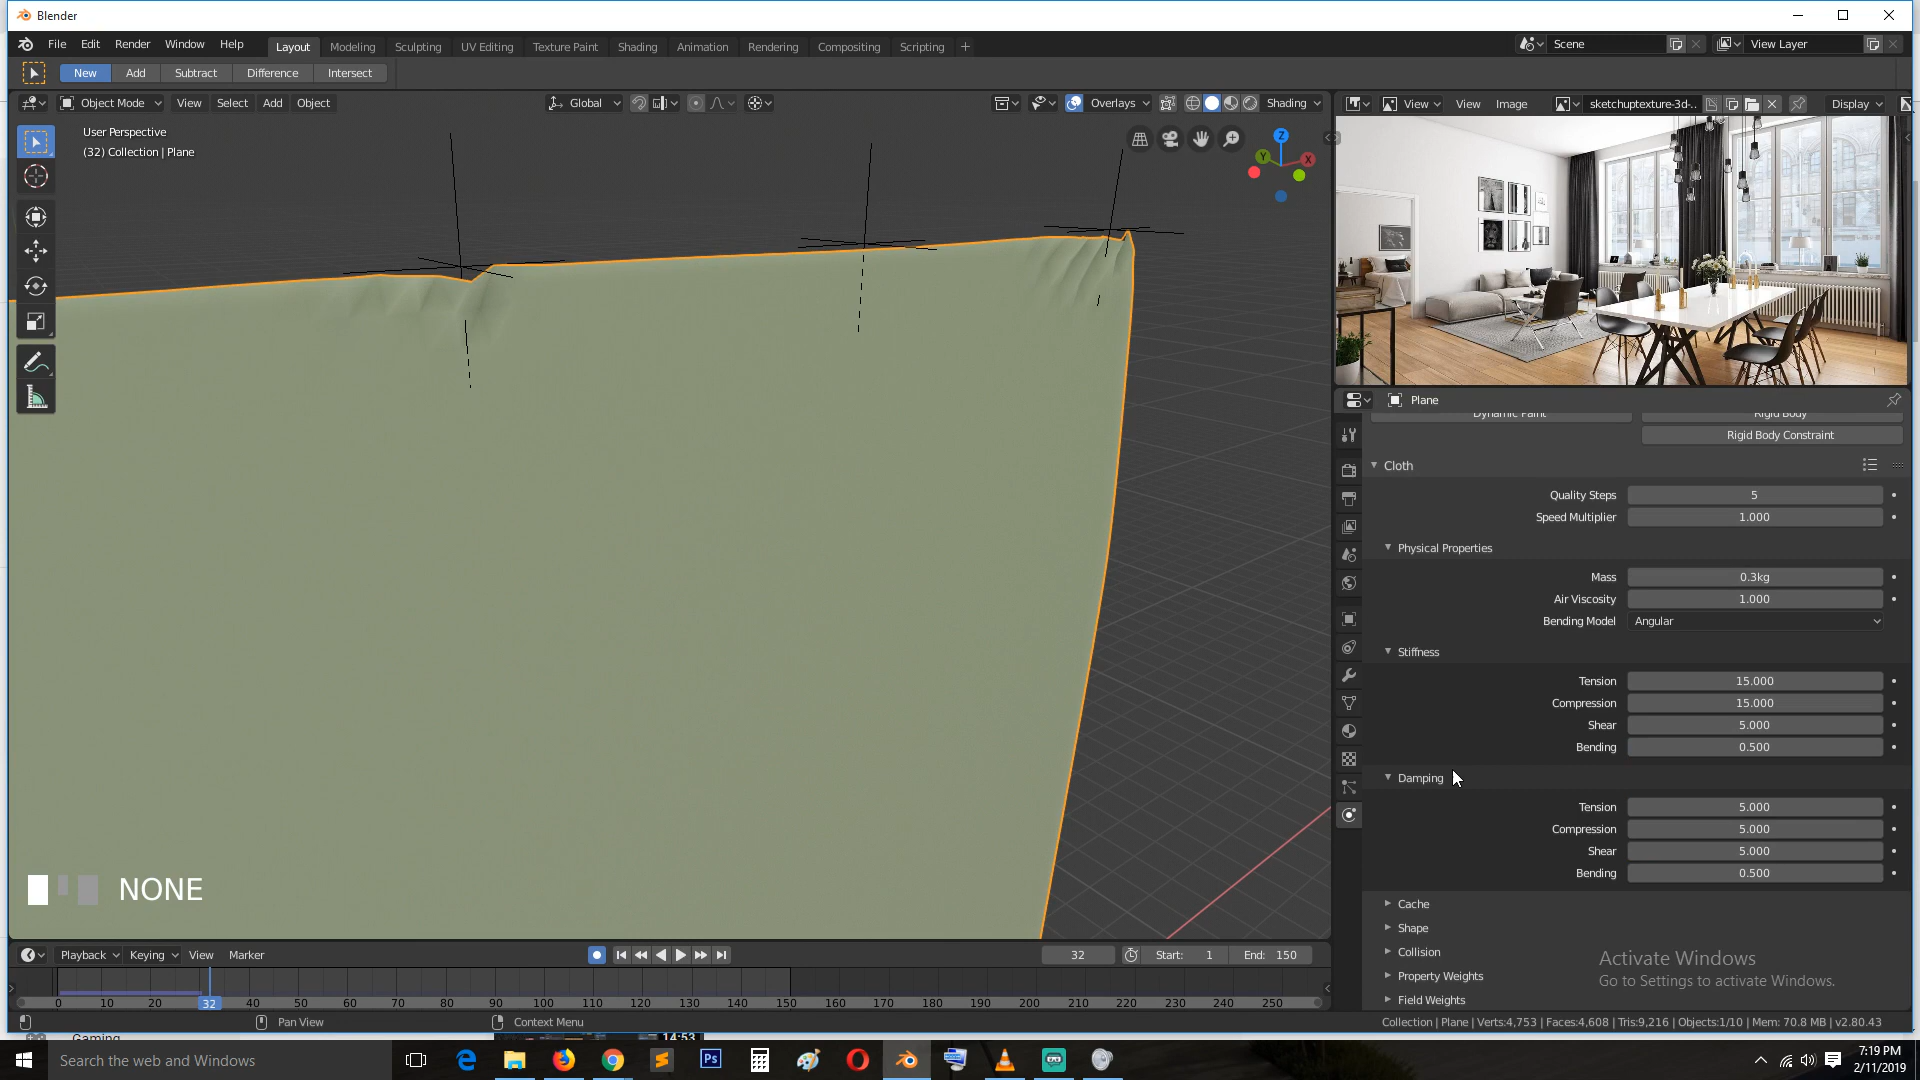 Blender
File Edit Render Window Help Layout Modeling Sculpting UV Editing Texture Paint Shading Animation Rendering Compositing Scripting + Scene View Layer
New Add Subtract Difference Intersect
Object Mode View Select Add Object Global Overlays Shading View View Image sketchuptexture-3d-.. Display
User Perspective
(32) Collection | Plane
Z
Y
X
Plane
Dynamic Paint Rigid Body
Rigid Body Constraint
Cloth
Quality Steps 5
Speed Multiplier 1.000
Physical Properties
Mass 0.3kg
Air Viscosity 1.000
Bending Model Angular
Stiffness
Tension 15.000
Compression 15.000
Shear 5.000
Bending 0.500
Damping
Tension 5.000
Compression 5.000
Shear 5.000
Bending 0.500
Cache
Shape
Collision
Property Weights
Field Weights
NONE
Activate Windows
Go to Settings to activate Windows.
Playback Keying View Marker 32 Start: 1 End: 150
0 10 20 32 40 50 60 70 80 90 100 110 120 130 140 150 160 170 180 190 200 210 220 230 240 250
Pan View Context Menu Collection | Plane | Verts:4,753 | Faces:4,608 | Tris:9,216 | Objects:1/10 | Mem: 70.8 MB | v2.80.43
Gaming 14:53
Search the web and Windows
Ps
7:19 PM
2/11/2019